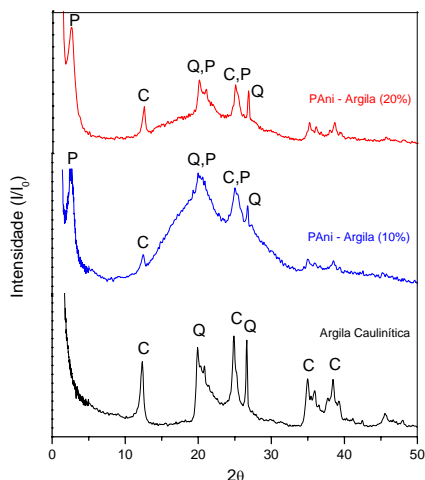 P
Q,P
C,P
Q
C
PAni - Argila (20%)
P
Q,P
C,P
Q
C
PAni - Argila (10%)
C
Q
C
Q
C
C
Argila Caulinítica
Intensidade (I/I0)
0
10
20
30
40
50
2θ